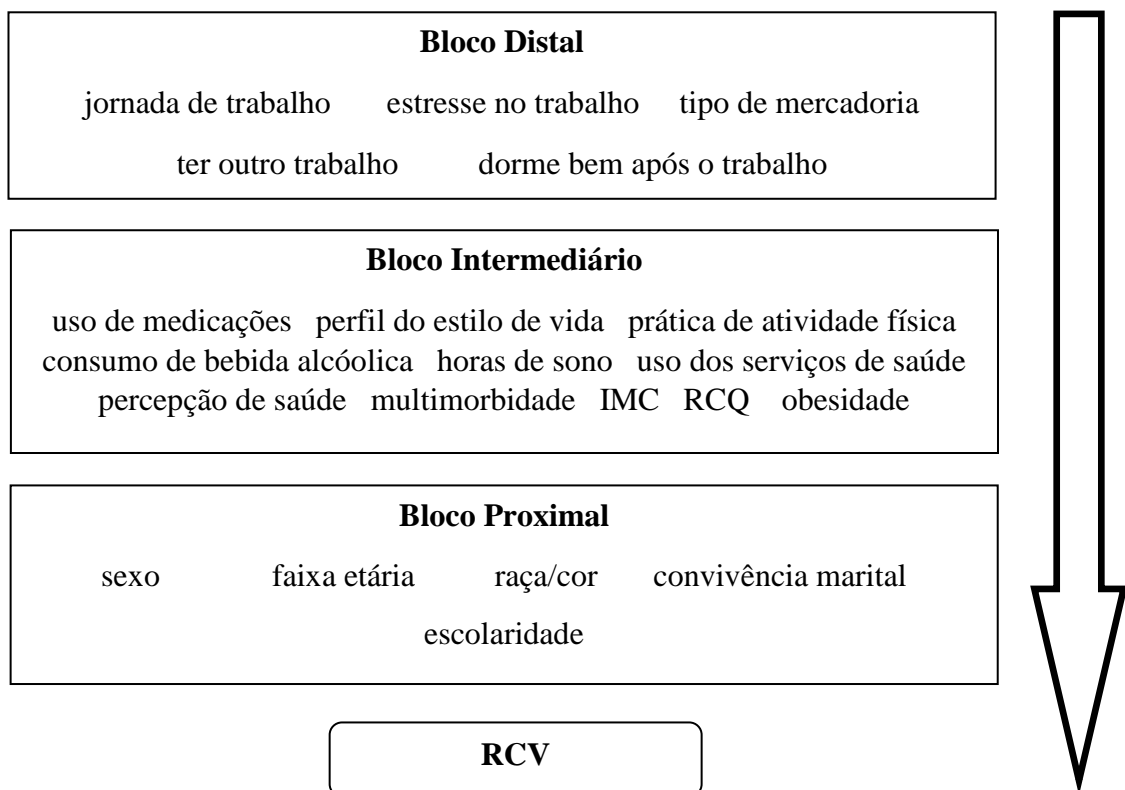 Bloco Distal
jornada de trabalho estresse no trabalho tipo de mercadoria
ter outro trabalho dorme bem após o trabalho
Bloco Intermediário
uso de medicações perfil do estilo de vida prática de atividade física
consumo de bebida alcóolica horas de sono uso dos serviços de saúde
percepção de saúde multimorbidade IMC RCQ obesidade
Bloco Proximal
sexo faixa etária raça/cor convivência marital
escolaridade
RCV